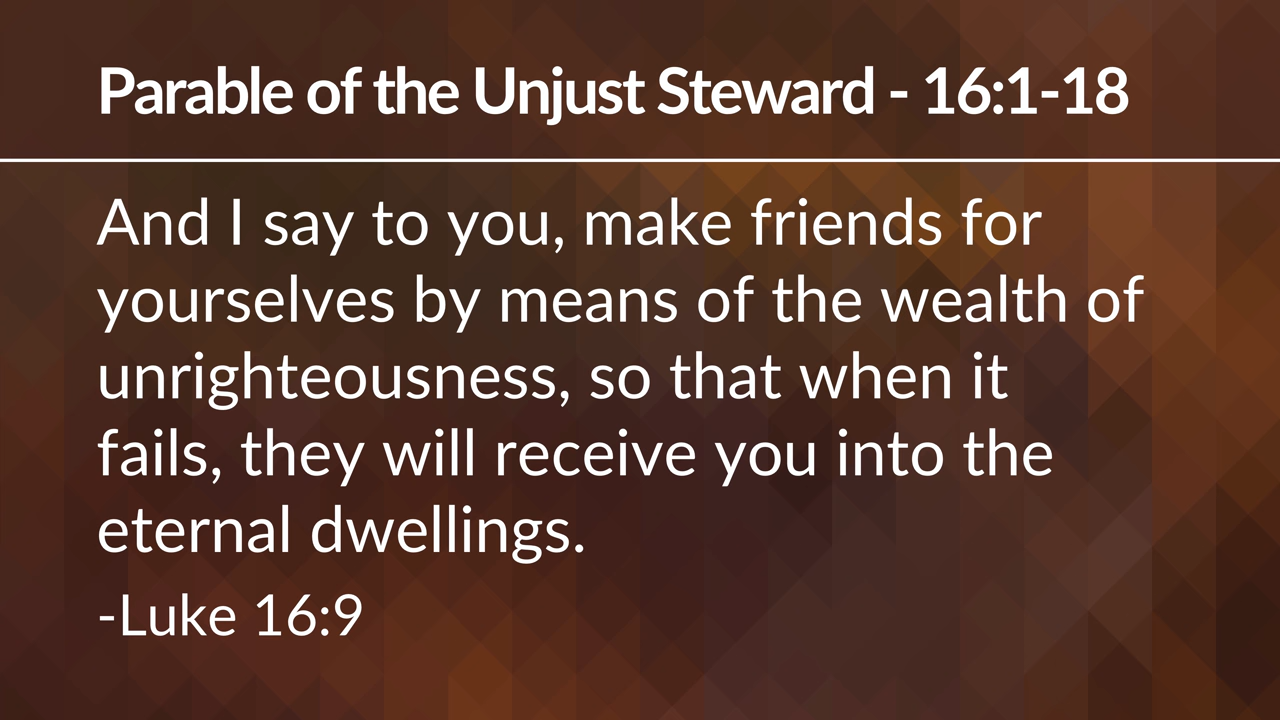 Parable of the Unjust Steward - 16:1-18
And I say to you, make friends for
yourselves by means of the wealth of
unrighteousness, so that when it
fails, they will receive you into the
eternal dwellings.
-Luke 16:9